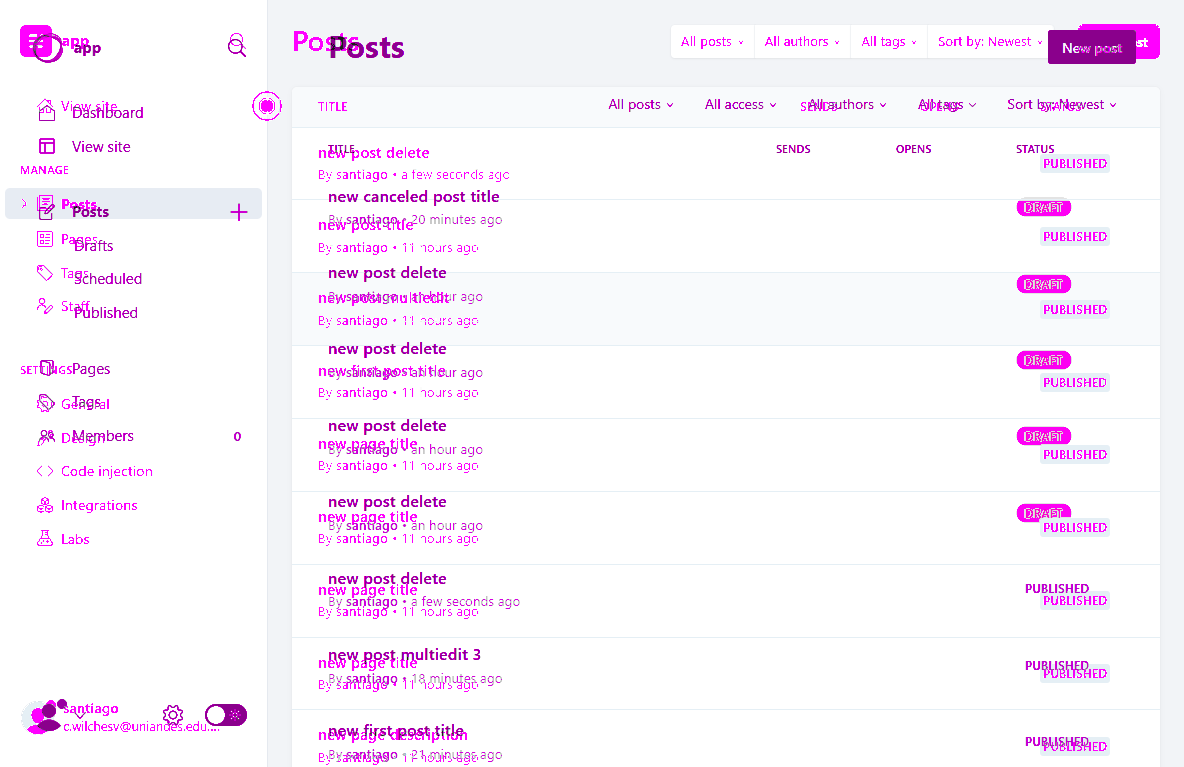 app
app
Posts
Posts
All posts
All authors
All tags
Sort by: Newest
New post
View site
Dashboard
View site
MANAGE
Posts
Posts
Pages
Drafts
Tags
Scheduled
Staff
Published
SETTINGS
Pages
General
Tags
Design
Members
0
Code injection
Integrations
Labs
santiago
c.wilchesv@uniandes.edu....
TITLE
SENDS
OPENS
STATUS
All posts
All access
All authors
All tags
Sort by: Newest
TITLE
SENDS
OPENS
STATUS
new post delete
By santiago • a few seconds ago
PUBLISHED
new canceled post title
By santiago • 20 minutes ago
DRAFT
new post title
By santiago • 11 hours ago
PUBLISHED
new post delete
By santiago • an hour ago
DRAFT
new post multiedit
By santiago • 11 hours ago
PUBLISHED
new post delete
By santiago • an hour ago
DRAFT
new first post title
By santiago • 11 hours ago
PUBLISHED
new post delete
By santiago • an hour ago
DRAFT
new page title
By santiago • 11 hours ago
PUBLISHED
new post delete
By santiago • an hour ago
DRAFT
new page title
By santiago • 11 hours ago
PUBLISHED
new post delete
By santiago • a few seconds ago
PUBLISHED
new page title
By santiago • 11 hours ago
PUBLISHED
new post multiedit 3
By santiago • 18 minutes ago
PUBLISHED
new page title
By santiago • 11 hours ago
PUBLISHED
new first post title
By santiago • 21 minutes ago
PUBLISHED
new page description
By santiago • 11 hours ago
PUBLISHED